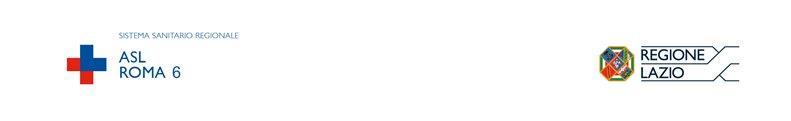 SISTEMA SANITARIO REGIONALE
ASL
ROMA 6
REGIONE
LAZIO